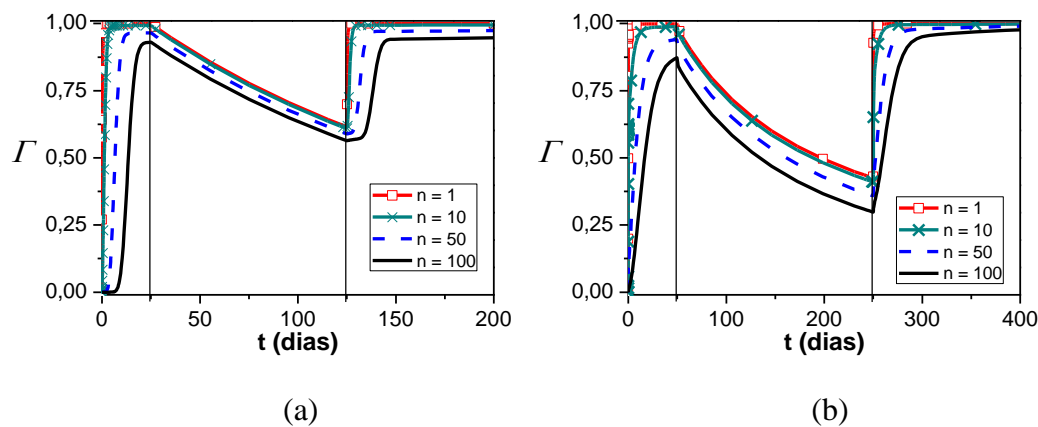 1,00
0,75
0,50
0,25
0,00
Γ
n = 1
n = 10
n = 50
n = 100
0 50 100 150 200
t (dias)
(a)
1,00
0,75
0,50
0,25
0,00
Γ
n = 1
n = 10
n = 50
n = 100
0 100 200 300 400
t (dias)
(b)